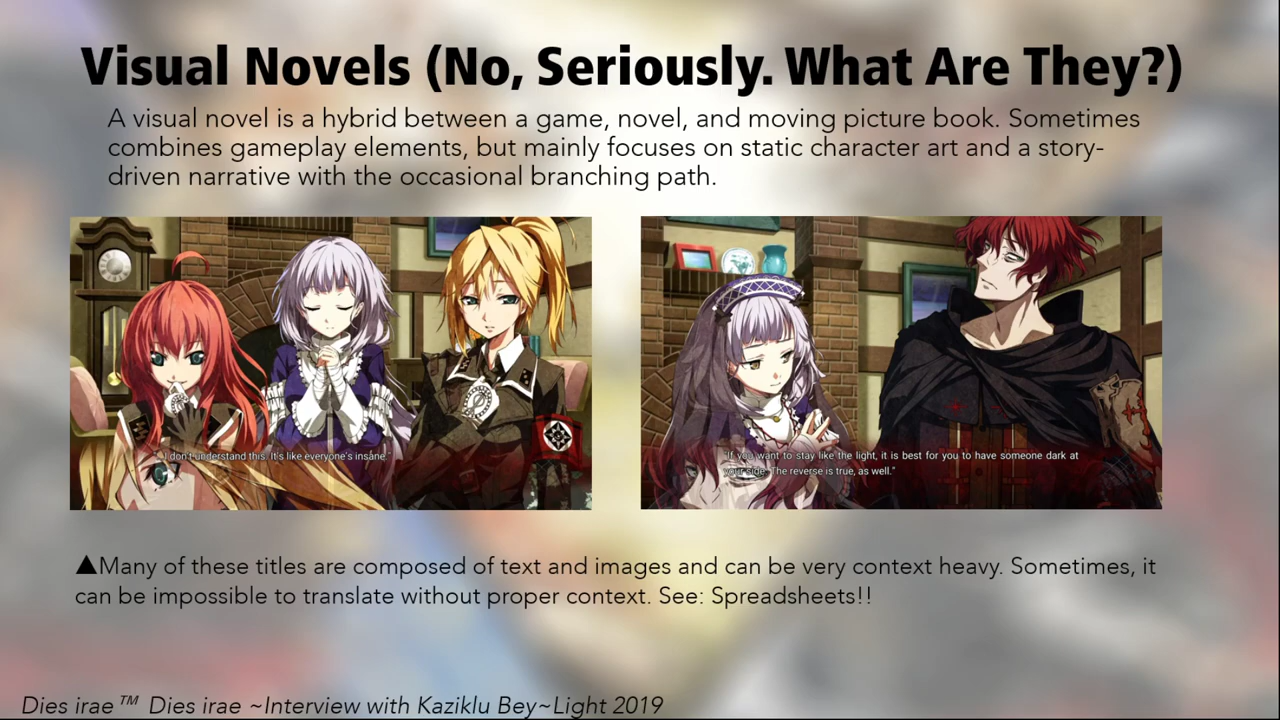 Visual Novels (No, Seriously. What Are They?)
A visual novel is a hybrid between a game, novel, and moving picture book. Sometimes
combines gameplay elements, but mainly focuses on static character art and a story-
driven narrative with the occasional branching path.
"I don't understand this. It's like everyone's insane."
"If you want to stay like the light, it is best for you to have someone dark at
your side. The reverse is true, as well."
▲Many of these titles are composed of text and images and can be very context heavy. Sometimes, it
can be impossible to translate without proper context. See: Spreadsheets!!
Dies irae™ Dies irae ~Interview with Kaziklu Bey~Light 2019